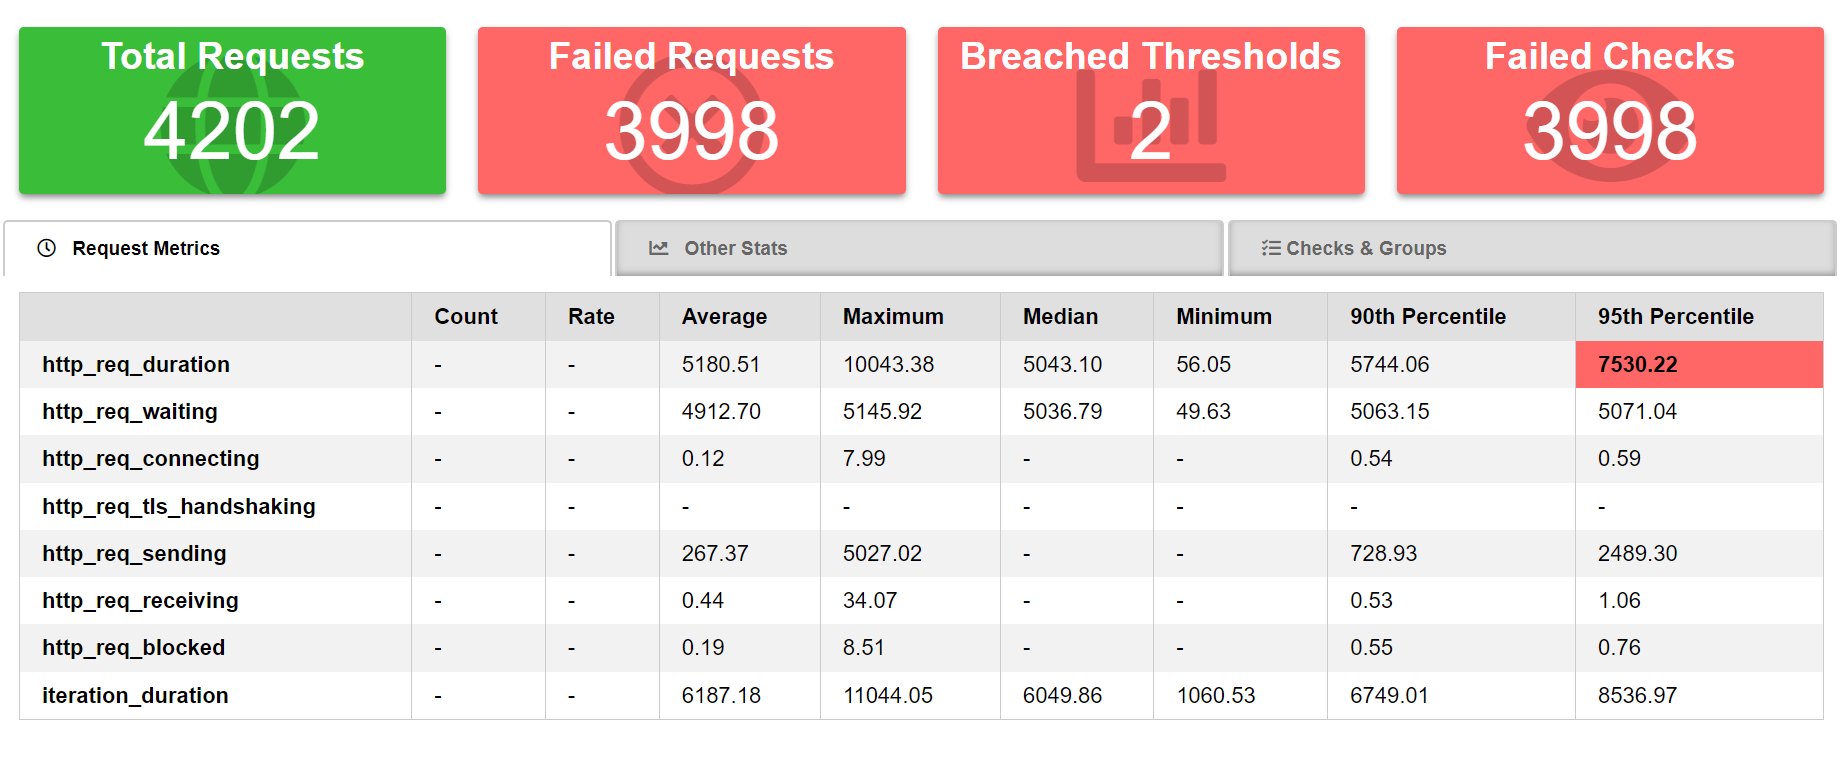 Total Requests
4202
Failed Requests
3998
Breached Thresholds
2
Failed Checks
3998
Request Metrics
Other Stats
Checks & Groups
Count Rate Average Maximum Median Minimum 90th Percentile 95th Percentile
http_req_duration - - 5180.51 10043.38 5043.10 56.05 5744.06 7530.22
http_req_waiting - - 4912.70 5145.92 5036.79 49.63 5063.15 5071.04
http_req_connecting - - 0.12 7.99 - - 0.54 0.59
http_req_tls_handshaking - - - - - - - -
http_req_sending - - 267.37 5027.02 - - 728.93 2489.30
http_req_receiving - - 0.44 34.07 - - 0.53 1.06
http_req_blocked - - 0.19 8.51 - - 0.55 0.76
iteration_duration - - 6187.18 11044.05 6049.86 1060.53 6749.01 8536.97